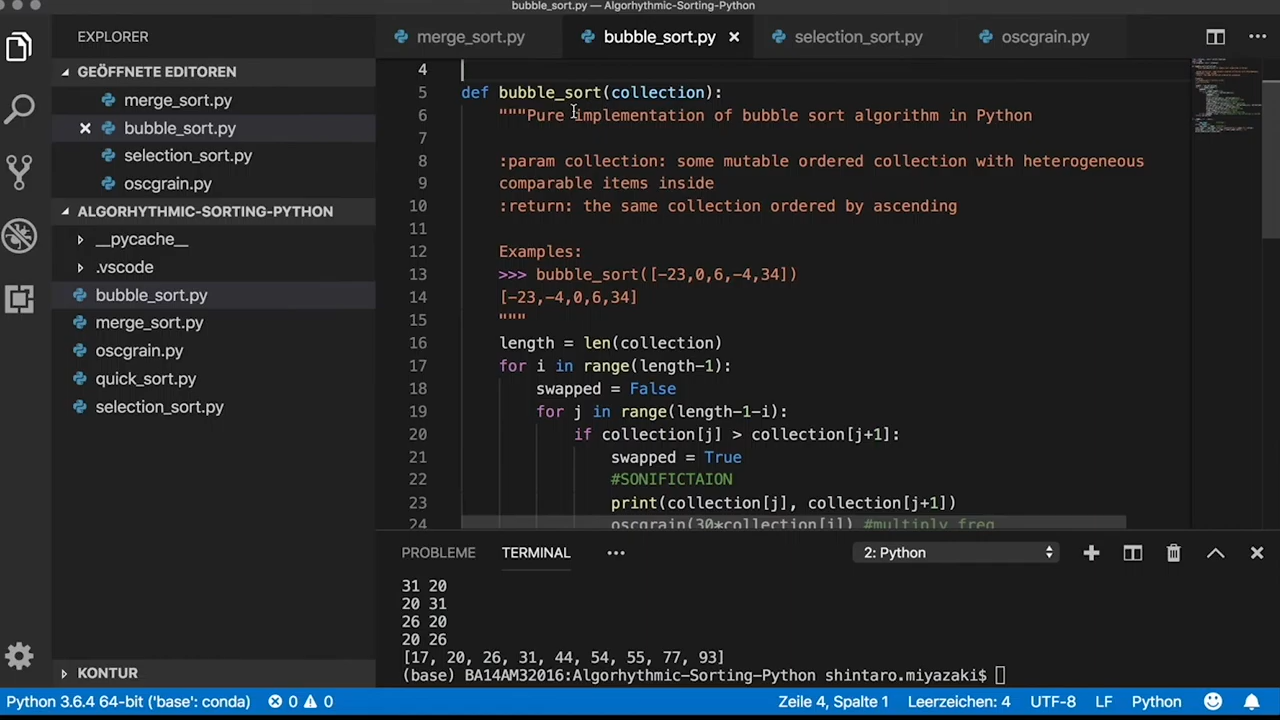 bubble_sort.py — Algorhythmic-Sorting-Python
EXPLORER
merge_sort.py
bubble_sort.py
selection_sort.py
oscgrain.py
GEÖFFNETE EDITOREN
merge_sort.py
bubble_sort.py
selection_sort.py
oscgrain.py
ALGORHYTHMIC-SORTING-PYTHON
__pycache__
.vscode
bubble_sort.py
merge_sort.py
oscgrain.py
quick_sort.py
selection_sort.py
KONTUR
4
5 def bubble_sort(collection):
6 """Pure implementation of bubble sort algorithm in Python
7
8 :param collection: some mutable ordered collection with heterogeneous
9 comparable items inside
10 :return: the same collection ordered by ascending
11
12 Examples:
13 >>> bubble_sort([-23,0,6,-4,34])
14 [-23,-4,0,6,34]
15 """
16 length = len(collection)
17 for i in range(length-1):
18 swapped = False
19 for j in range(length-1-i):
20 if collection[j] > collection[j+1]:
21 swapped = True
22 #SONIFICTAION
23 print(collection[j], collection[j+1])
24 oscgrain(30*collection[j]) #multiply freq
PROBLEME
TERMINAL
2: Python
31 20
20 31
26 20
20 26
[17, 20, 26, 31, 44, 54, 55, 77, 93]
(base) BA14AM32016:Algorhythmic-Sorting-Python shintaro.miyazaki$
Python 3.6.4 64-bit ('base': conda)
0
0
Zeile 4, Spalte 1
Leerzeichen: 4
UTF-8
LF
Python